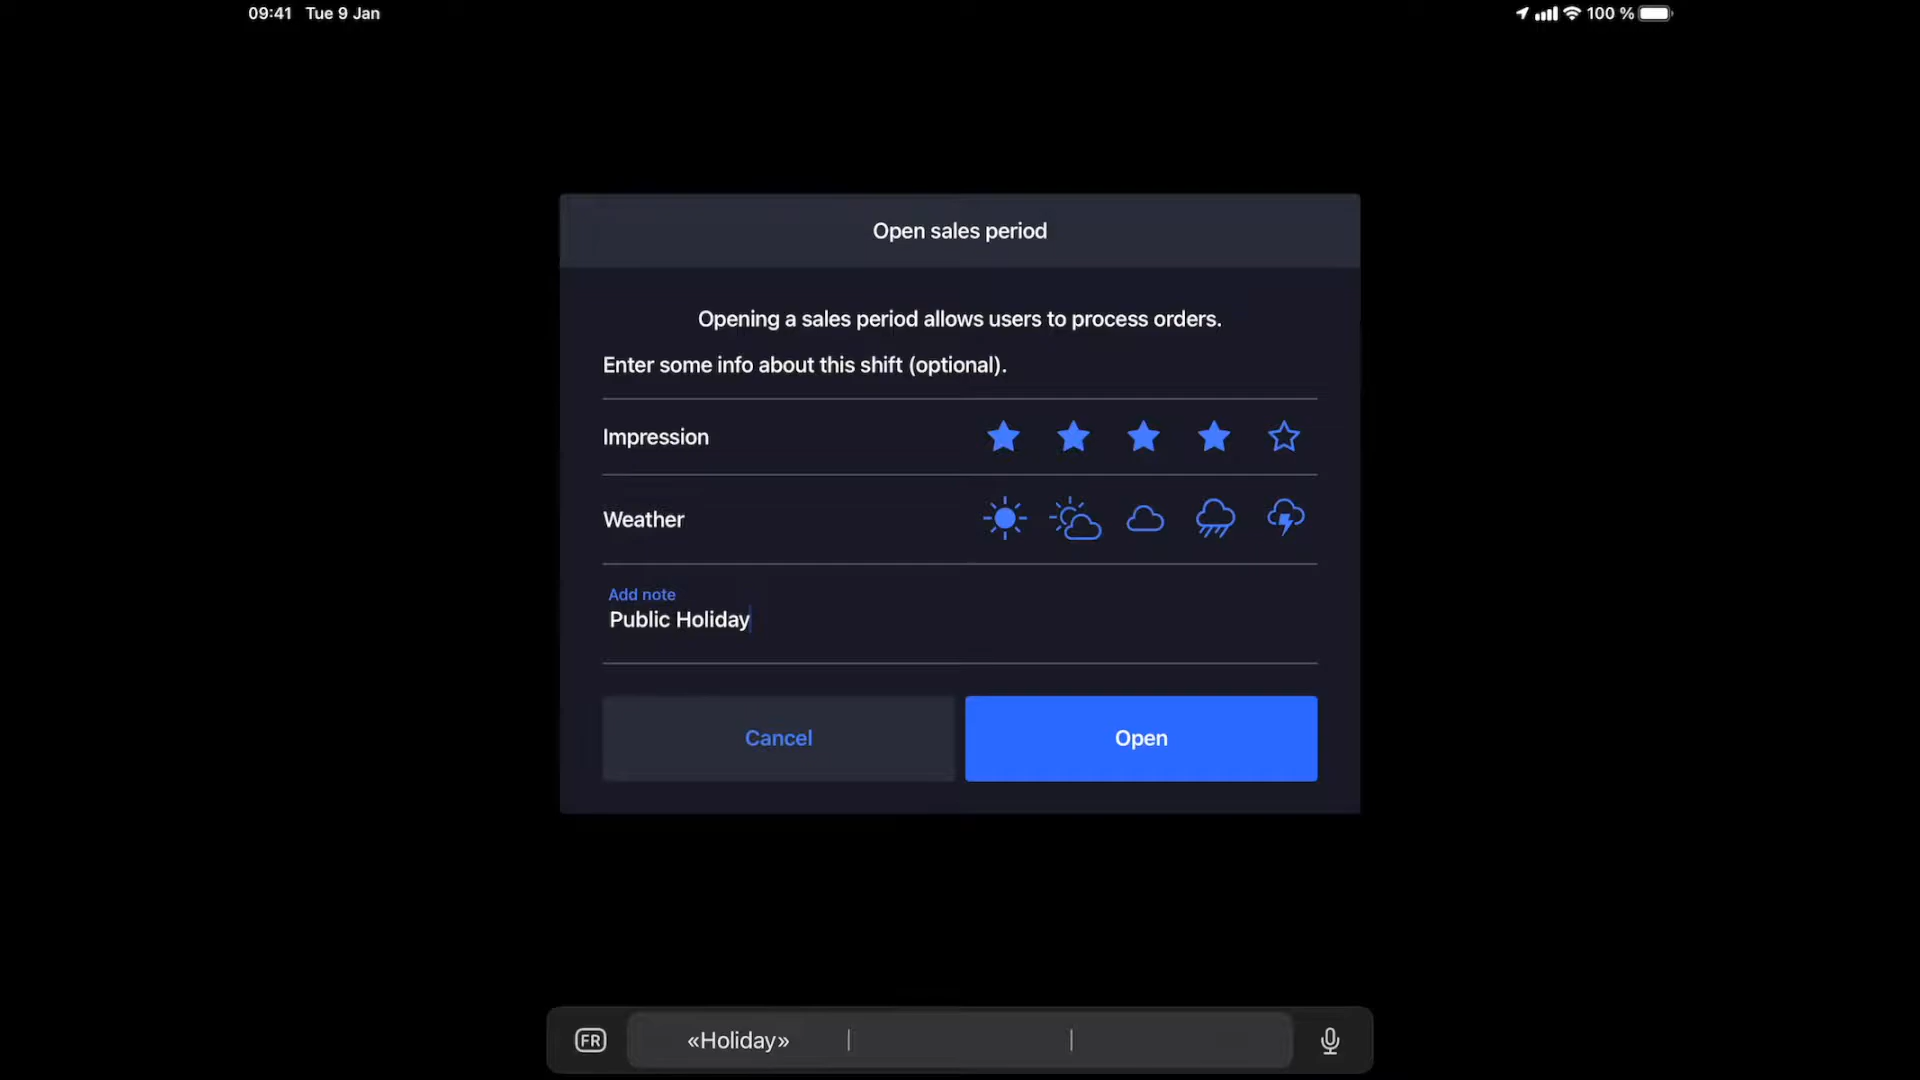 09:41 Tue 9 Jan
100 %
Open sales period
Opening a sales period allows users to process orders.
Enter some info about this shift (optional).
Impression
Weather
Add note
Public Holiday
Cancel
Open
FR
«Holiday»